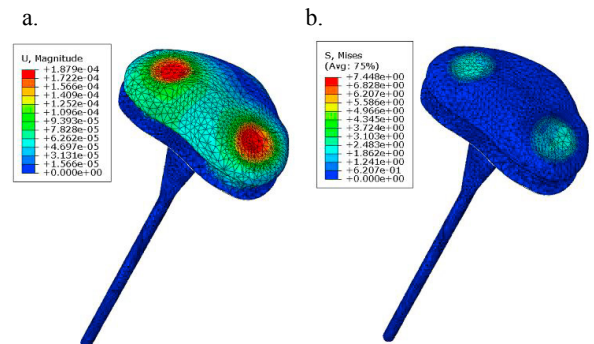 a.
U, Magnitude
+1.879e-04
+1.722e-04
+1.566e-04
+1.409e-04
+1.252e-04
+1.096e-04
+9.393e-05
+7.828e-05
+6.262e-05
+4.697e-05
+3.131e-05
+1.566e-05
+0.000e+00
b.
S, Mises
(Avg: 75%)
+7.448e+00
+6.828e+00
+6.207e+00
+5.586e+00
+4.966e+00
+4.345e+00
+3.724e+00
+3.103e+00
+2.483e+00
+1.862e+00
+1.241e+00
+6.207e-01
+0.000e+00